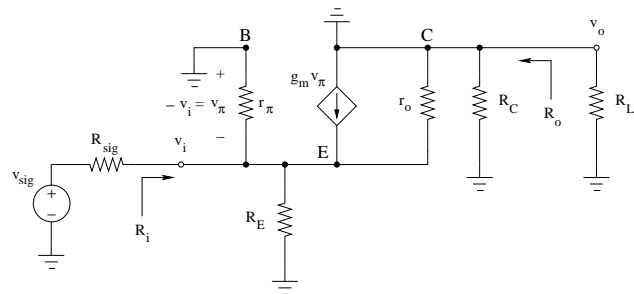 B
C
v_o
+
g_m v_π
− v_i = v_π
r_π
r_o
R_C
R_o
R_L
−
R_sig
v_i
E
v_sig
+
−
R_i
R_E